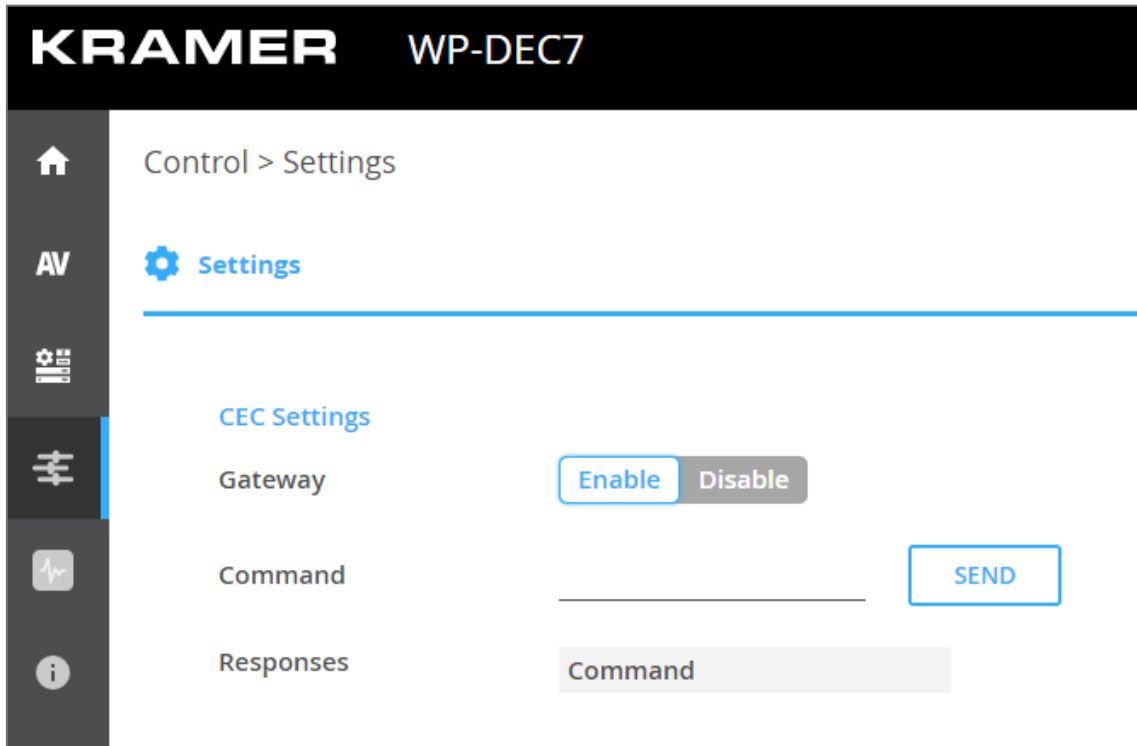 KRAMER WP-DEC7
Control > Settings
AV
Settings
CEC Settings
Gateway Enable Disable
Command SEND
Responses Command